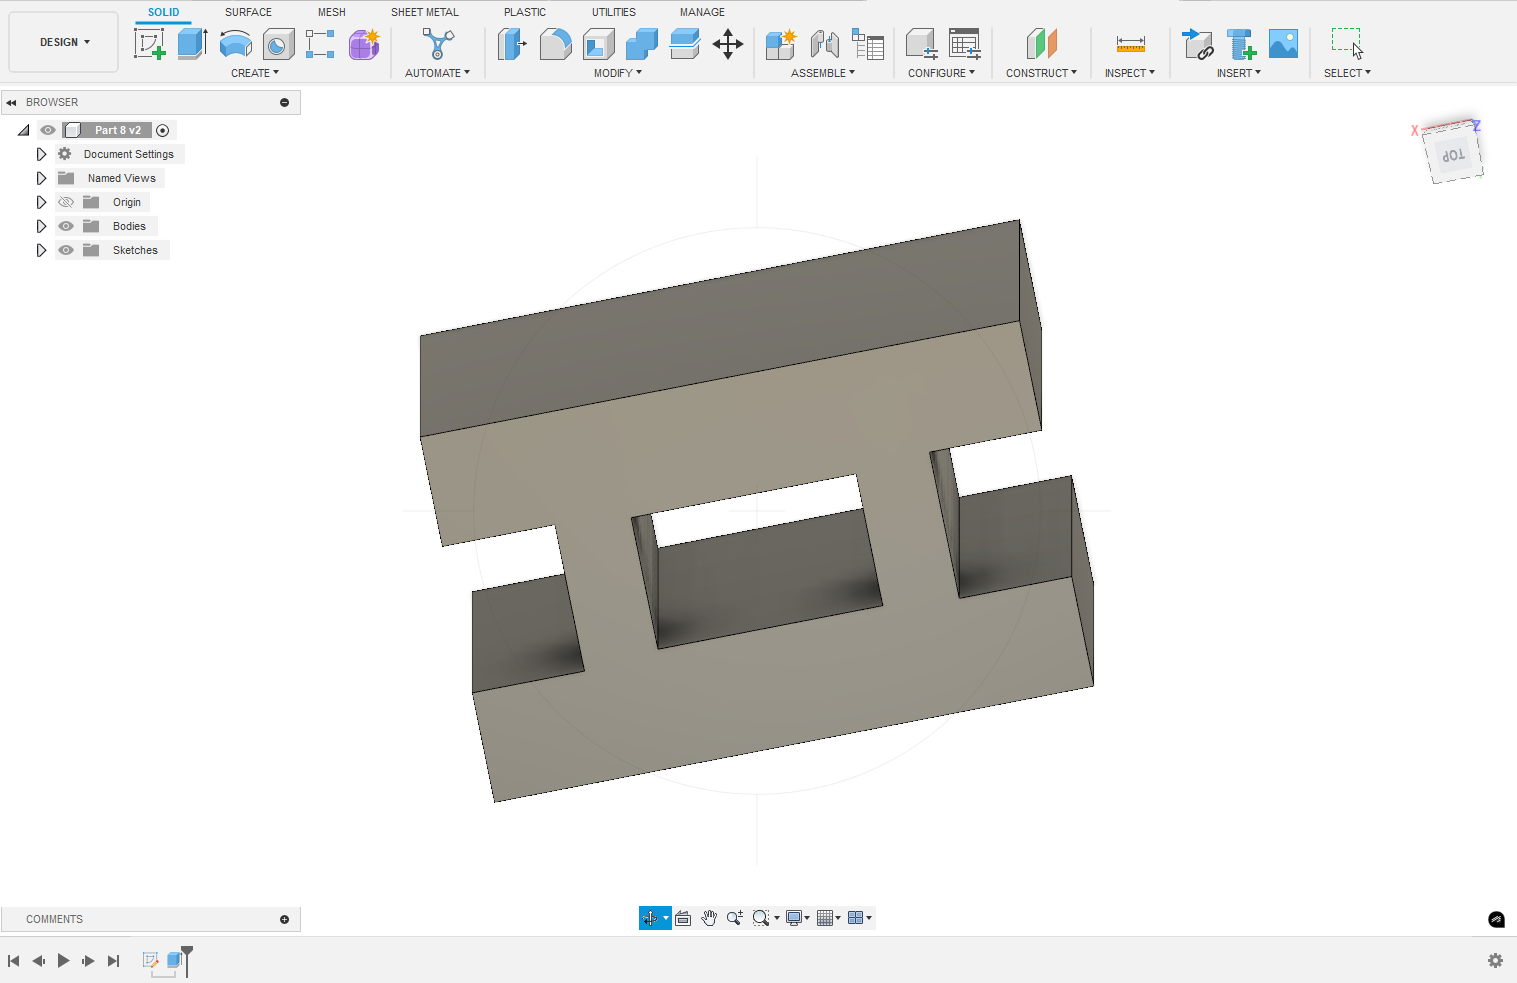 SOLID SURFACE MESH SHEET METAL PLASTIC UTILITIES MANAGE
DESIGN
CREATE AUTOMATE MODIFY ASSEMBLE CONFIGURE CONSTRUCT INSPECT INSERT SELECT
BROWSER
Part 8 v2
Document Settings
Named Views
Origin
Bodies
Sketches
X
Z
TOP
COMMENTS